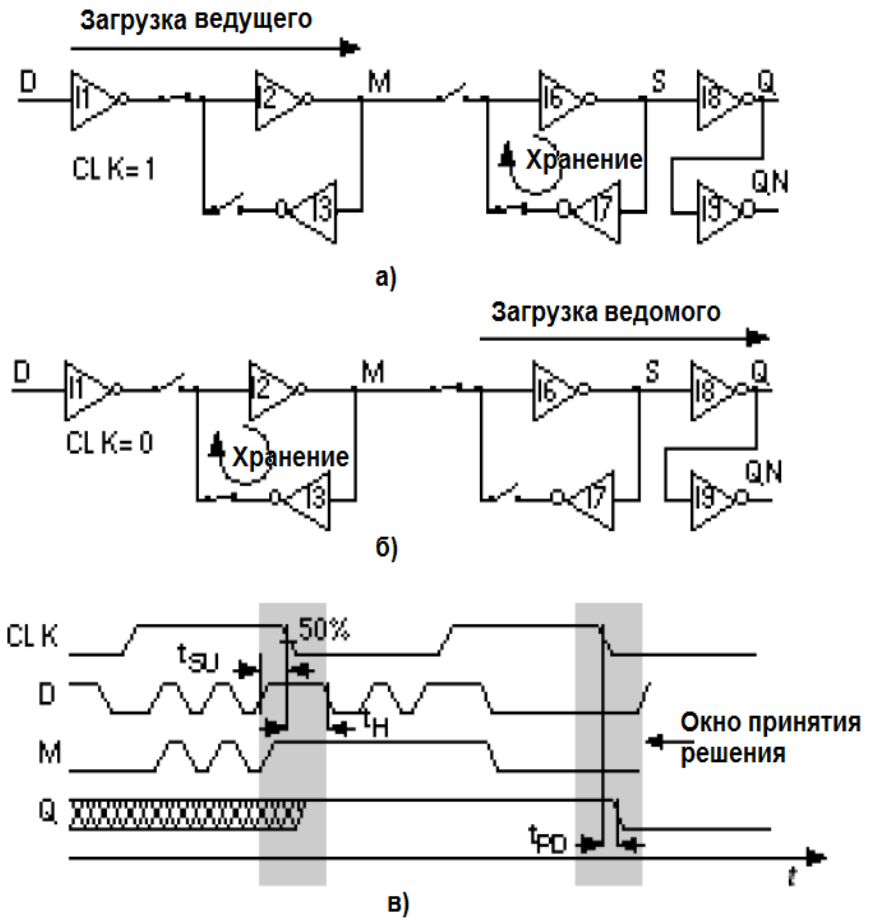 Загрузка ведущего
D I1 I2 M I6 S I8 Q
CLK=1 Хранение QN
I3 I7 I9
а)
Загрузка ведомого
D I1 I2 M I6 S I8 Q
CLK=0 Хранение QN
I3 I7 I9
б)
CLK 50%
tSU
D
tH
Окно принятия
M решения
Q
tPD
t
в)